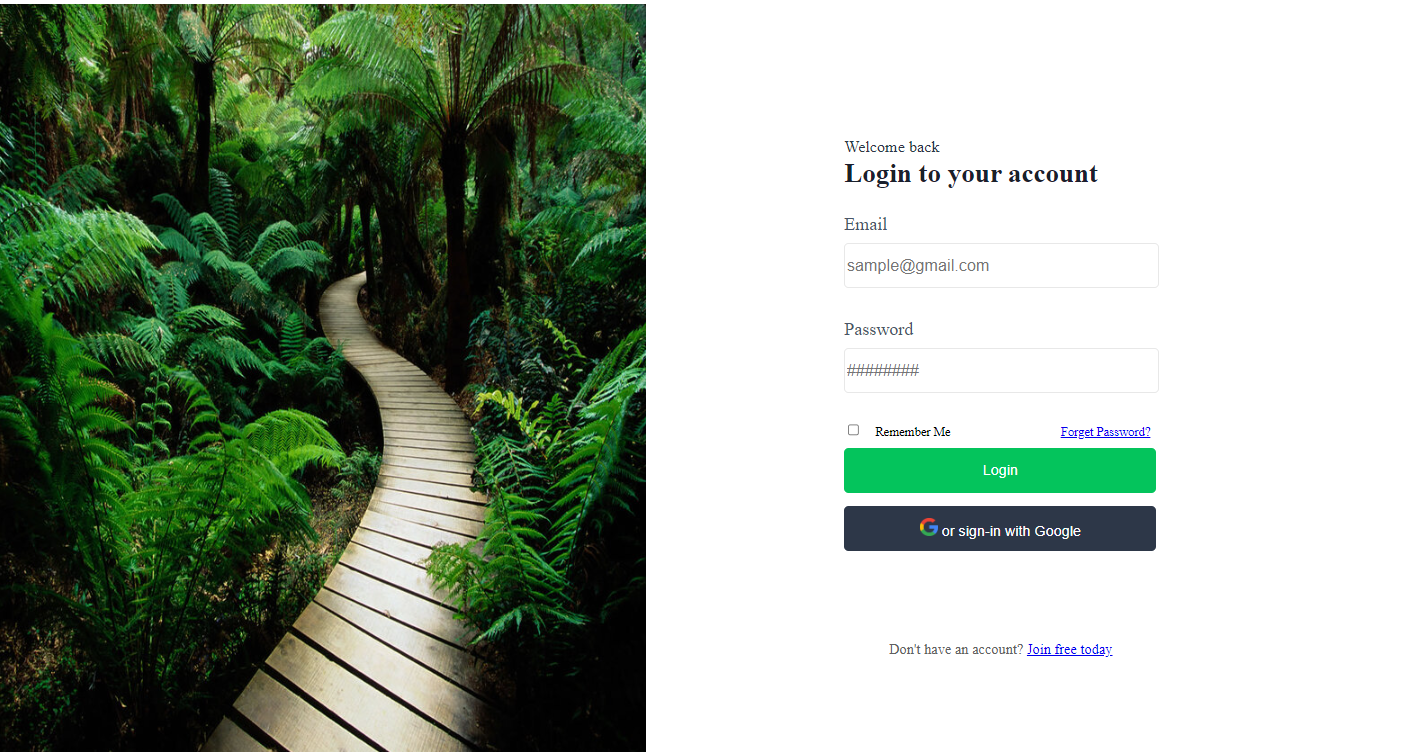 Welcome back
Login to your account
Email
sample@gmail.com
Password
########
Remember Me Forget Password?
Login
or sign-in with Google
Don't have an account? Join free today